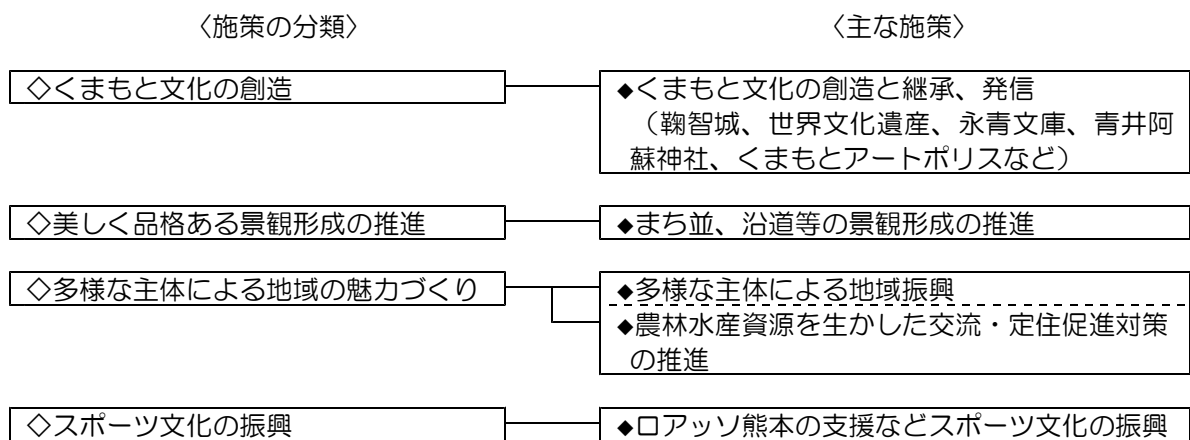 〈施策の分類〉
〈主な施策〉
◇くまもと文化の創造
◆くまもと文化の創造と継承、発信
（鞠智城、世界文化遺産、永青文庫、青井阿
蘇神社、くまもとアートポリスなど）
◇美しく品格ある景観形成の推進
◆まち並、沿道等の景観形成の推進
◇多様な主体による地域の魅力づくり
◆多様な主体による地域振興
◆農林水産資源を生かした交流・定住促進対策
の推進
◇スポーツ文化の振興
◆ロアッソ熊本の支援などスポーツ文化の振興